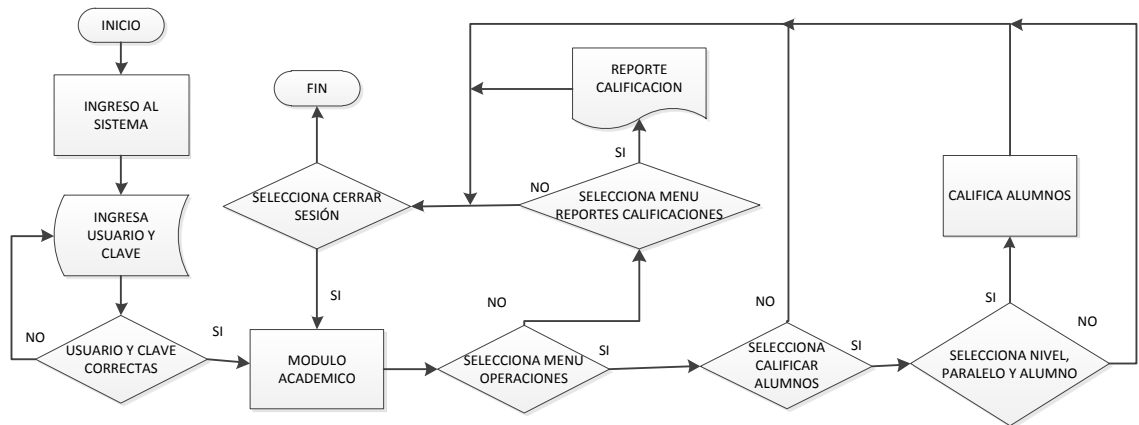 INICIO
INGRESO AL
SISTEMA
INGRESA
USUARIO Y
CLAVE
NO
USUARIO Y CLAVE
CORRECTAS
SI
FIN
SELECCIONA CERRAR
SESIÓN
SI
MODULO
ACADEMICO
REPORTE
CALIFICACION
SI
NO
SELECCIONA MENU
REPORTES CALIFICACIONES
NO
SELECCIONA MENU
OPERACIONES
SI
NO
SELECCIONA
CALIFICAR
ALUMNOS
SI
CALIFICA ALUMNOS
SI
NO
SELECCIONA NIVEL,
PARALELO Y ALUMNO